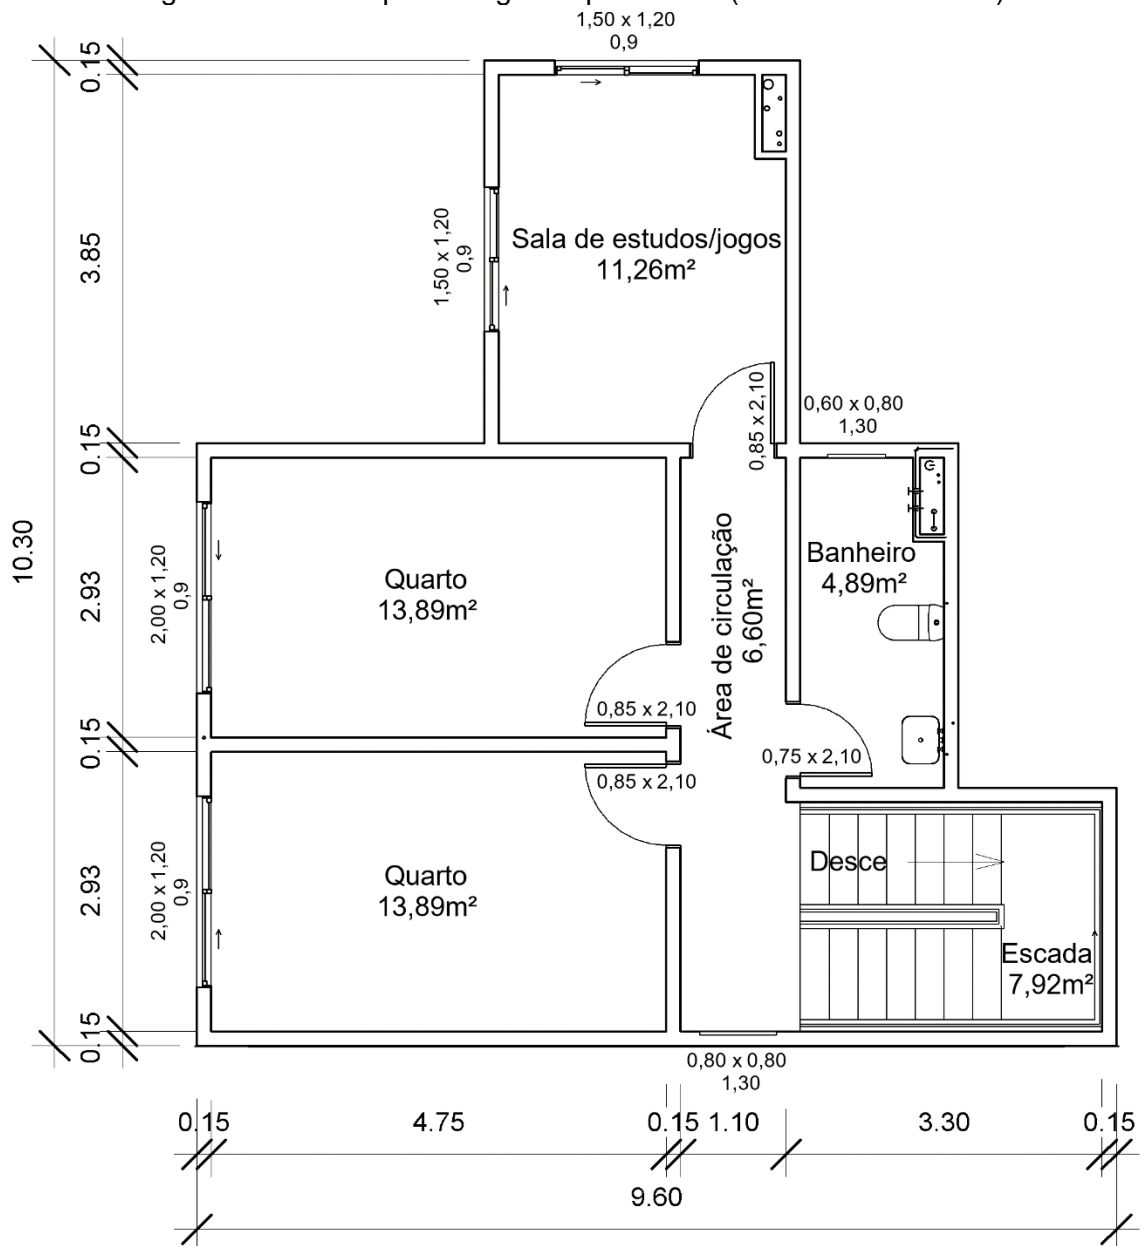 1,50 x 1,20
0,9
0.15
3.85
1,50 x 1,20
0,9
Sala de estudos/jogos
11,26m²
0,85 x 2,10
0,60 x 0,80
1,30
0.15
10.30
2.93
2,00 x 1,20
0,9
Quarto
13,89m²
0,85 x 2,10
Área de circulação
6,60m²
Banheiro
4,89m²
0,75 x 2,10
0.15
0,85 x 2,10
2.93
2,00 x 1,20
0,9
Quarto
13,89m²
Desce
Escada
7,92m²
0.15
0,80 x 0,80
1,30
0.15
4.75
0.15
1.10
3.30
0.15
9.60